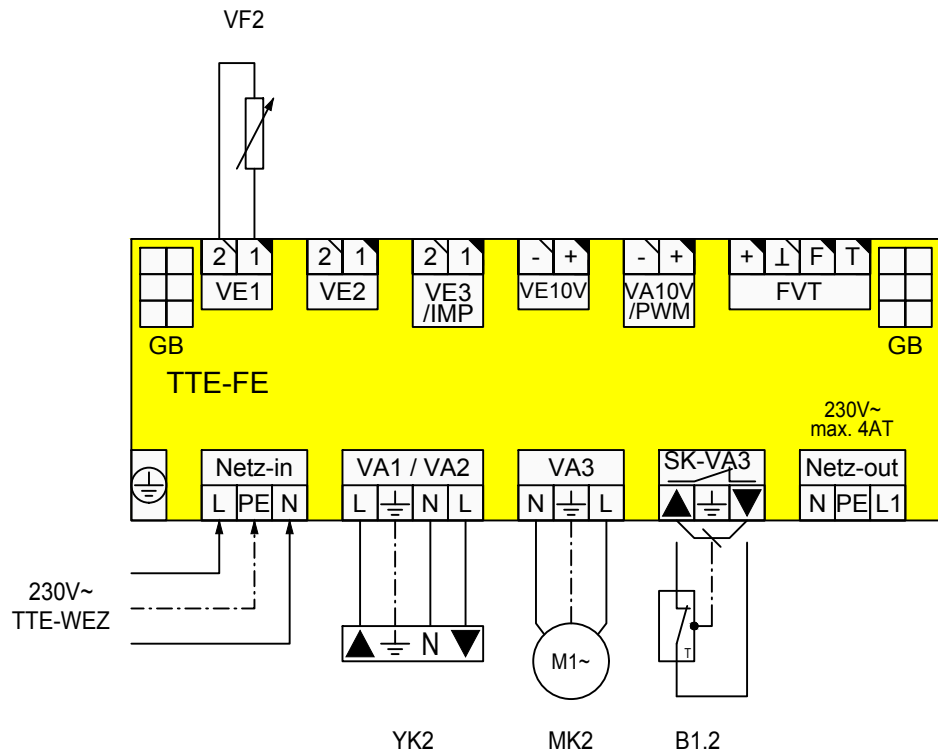 VF2
2 1 2 1 2 1 - + - + + ⊥ F T
VE1 VE2 VE3 VE10V VA10V FVT
/IMP /PWM
GB GB
TTE-FE
230V~
max. 4AT
Netz-in VA1 / VA2 VA3 SK-VA3 Netz-out
L PE N L N L N L N PE L1
230V~
TTE-WEZ
N
M1~
T
YK2 MK2 B1.2